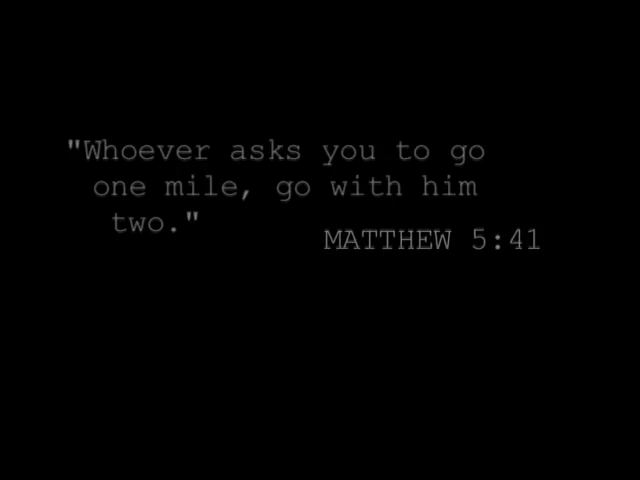 "Whoever asks you to go
one mile, go with him
two."
MATTHEW 5:41